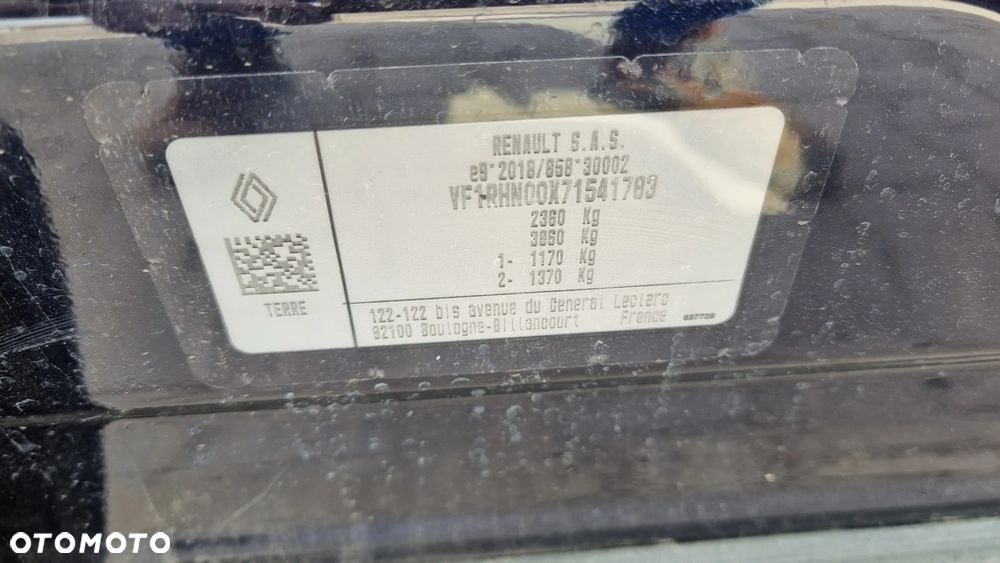 RENAULT S.A.S.
e9*2018/858*30002
VF1RHN00X71541783
2360 Kg
3860 Kg
1- 1170 Kg
2- 1370 Kg
TERRE
122-122 bis avenue du General Leclerc
92100 Boulogne-Billancourt France
657728
OTOMOTO